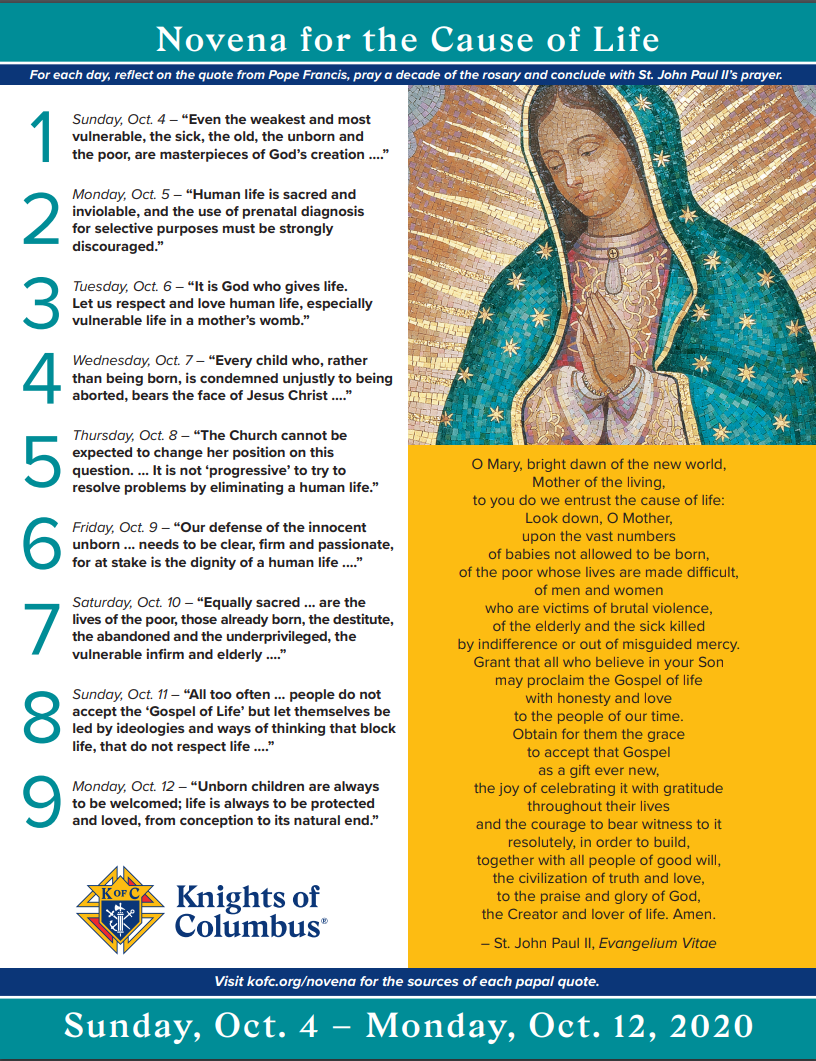 Novena for the Cause of Life
For each day, reflect on the quote from Pope Francis, pray a decade of the rosary and conclude with St. John Paul II’s prayer.
1
Sunday, Oct. 4 – “Even the weakest and most
vulnerable, the sick, the old, the unborn and
the poor, are masterpieces of God’s creation ....”
2
Monday, Oct. 5 – “Human life is sacred and
inviolable, and the use of prenatal diagnosis
for selective purposes must be strongly
discouraged.”
3
Tuesday, Oct. 6 – “It is God who gives life.
Let us respect and love human life, especially
vulnerable life in a mother’s womb.”
4
Wednesday, Oct. 7 – “Every child who, rather
than being born, is condemned unjustly to being
aborted, bears the face of Jesus Christ ....”
5
Thursday, Oct. 8 – “The Church cannot be
expected to change her position on this
question. ... It is not ‘progressive’ to try to
resolve problems by eliminating a human life.”
6
Friday, Oct. 9 – “Our defense of the innocent
unborn ... needs to be clear, firm and passionate,
for at stake is the dignity of a human life ....”
7
Saturday, Oct. 10 – “Equally sacred ... are the
lives of the poor, those already born, the destitute,
the abandoned and the underprivileged, the
vulnerable infirm and elderly ....”
8
Sunday, Oct. 11 – “All too often ... people do not
accept the ‘Gospel of Life’ but let themselves be
led by ideologies and ways of thinking that block
life, that do not respect life ....”
9
Monday, Oct. 12 – “Unborn children are always
to be welcomed; life is always to be protected
and loved, from conception to its natural end.”
K OF C
Knights of
Columbus®
O Mary, bright dawn of the new world,
Mother of the living,
to you do we entrust the cause of life:
Look down, O Mother,
upon the vast numbers
of babies not allowed to be born,
of the poor whose lives are made difficult,
of men and women
who are victims of brutal violence,
of the elderly and the sick killed
by indifference or out of misguided mercy.
Grant that all who believe in your Son
may proclaim the Gospel of life
with honesty and love
to the people of our time.
Obtain for them the grace
to accept that Gospel
as a gift ever new,
the joy of celebrating it with gratitude
throughout their lives
and the courage to bear witness to it
resolutely, in order to build,
together with all people of good will,
the civilization of truth and love,
to the praise and glory of God,
the Creator and lover of life. Amen.
– St. John Paul II, Evangelium Vitae
Visit kofc.org/novena for the sources of each papal quote.
Sunday, Oct. 4 – Monday, Oct. 12, 2020